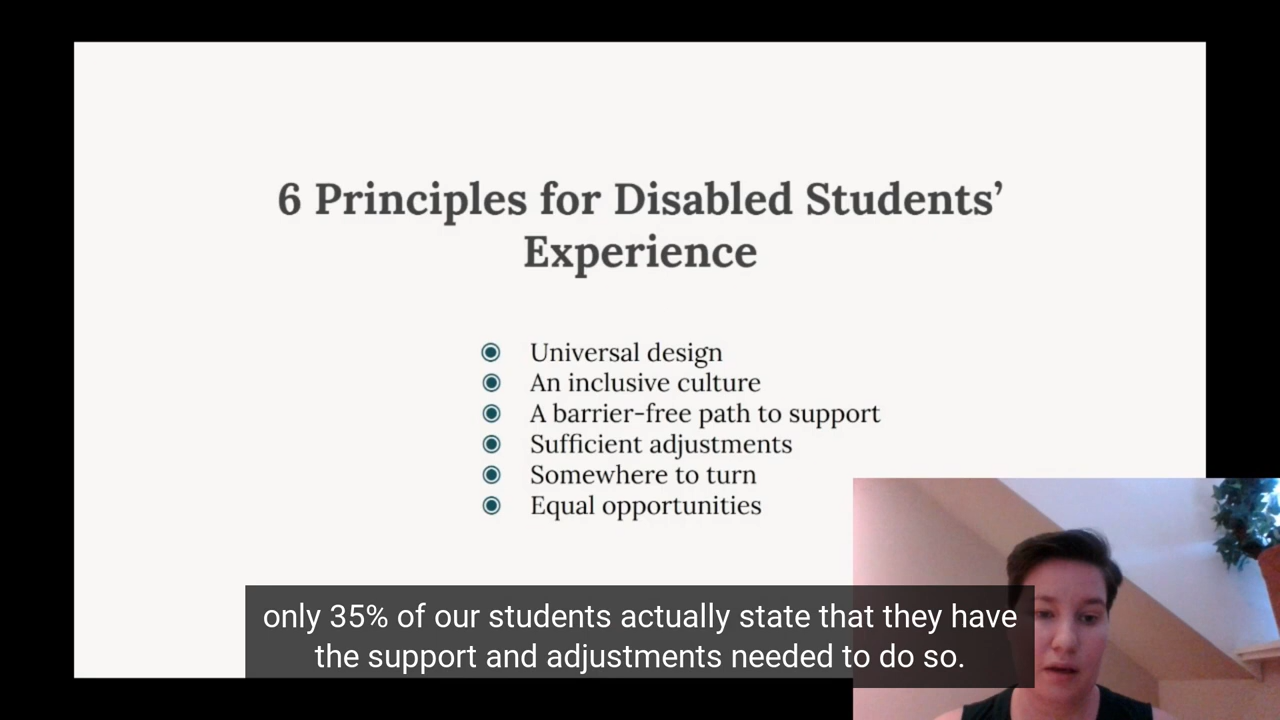 6 Principles for Disabled Students’
Experience
Universal design
An inclusive culture
A barrier-free path to support
Sufficient adjustments
Somewhere to turn
Equal opportunities
only 35% of our students actually state that they have
the support and adjustments needed to do so.